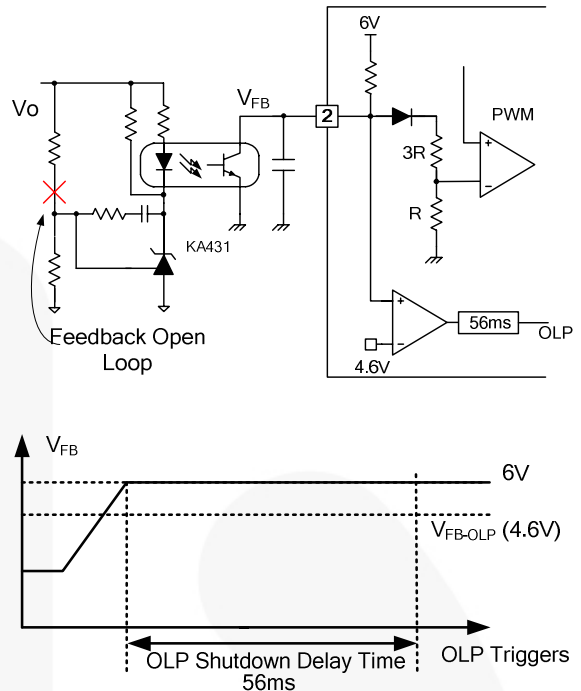 6V
Vo
VFB
2
PWM
3R
R
KA431
Feedback Open
Loop
56ms
OLP
4.6V
VFB
6V
VFB-OLP (4.6V)
OLP Shutdown Delay Time
56ms
OLP Triggers